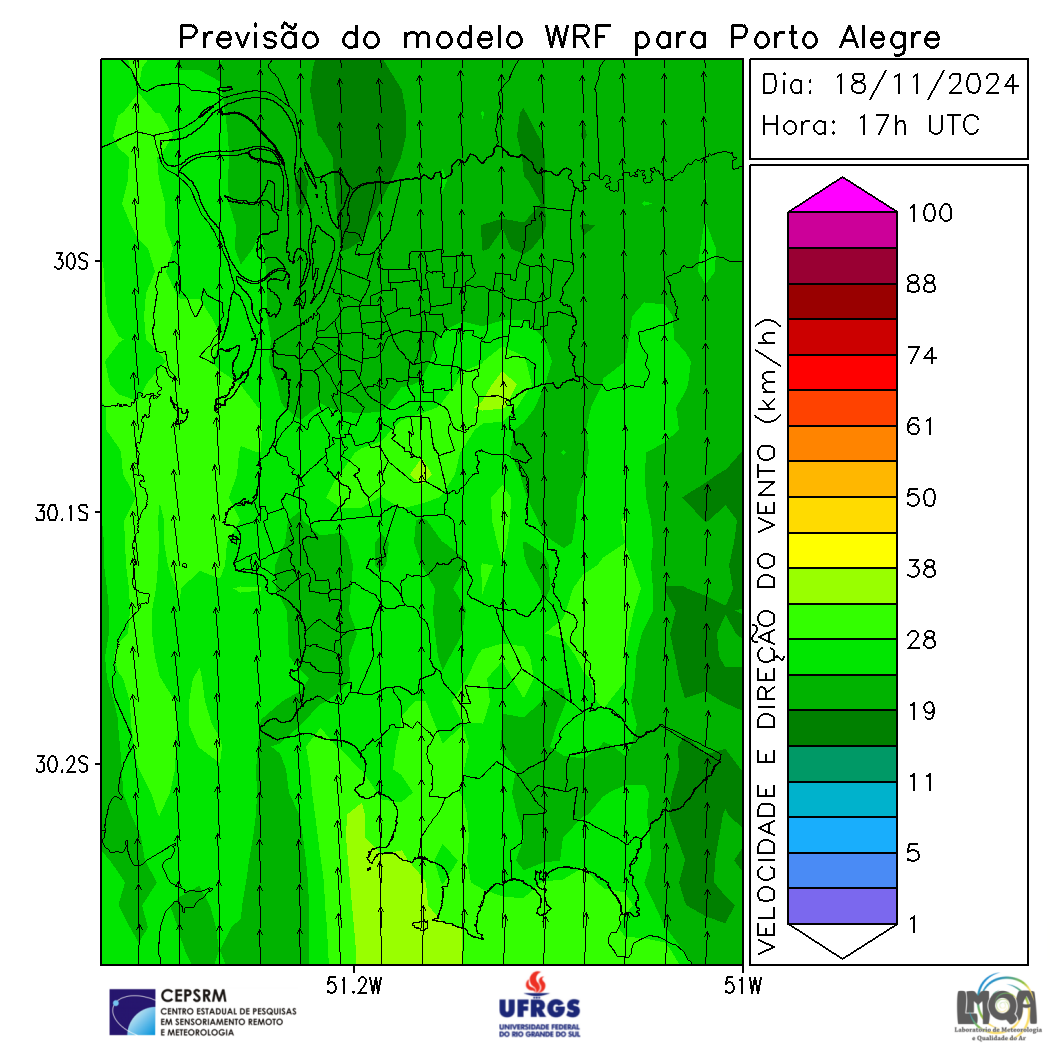 Previsão do modelo WRF para Porto Alegre
Dia: 18/11/2024
Hora: 17h UTC
30S
30.1S
30.2S
51.2W
51W
VELOCIDADE E DIREÇÃO DO VENTO (km/h)
100
88
74
61
50
38
28
19
11
5
1
CEPSRM
CENTRO ESTADUAL DE PESQUISAS
EM SENSORIAMENTO REMOTO
E METEOROLOGIA
UFRGS
UNIVERSIDADE FEDERAL
DO RIO GRANDE DO SUL
LMQA
Laboratório de Meteorologia
e Qualidade do Ar